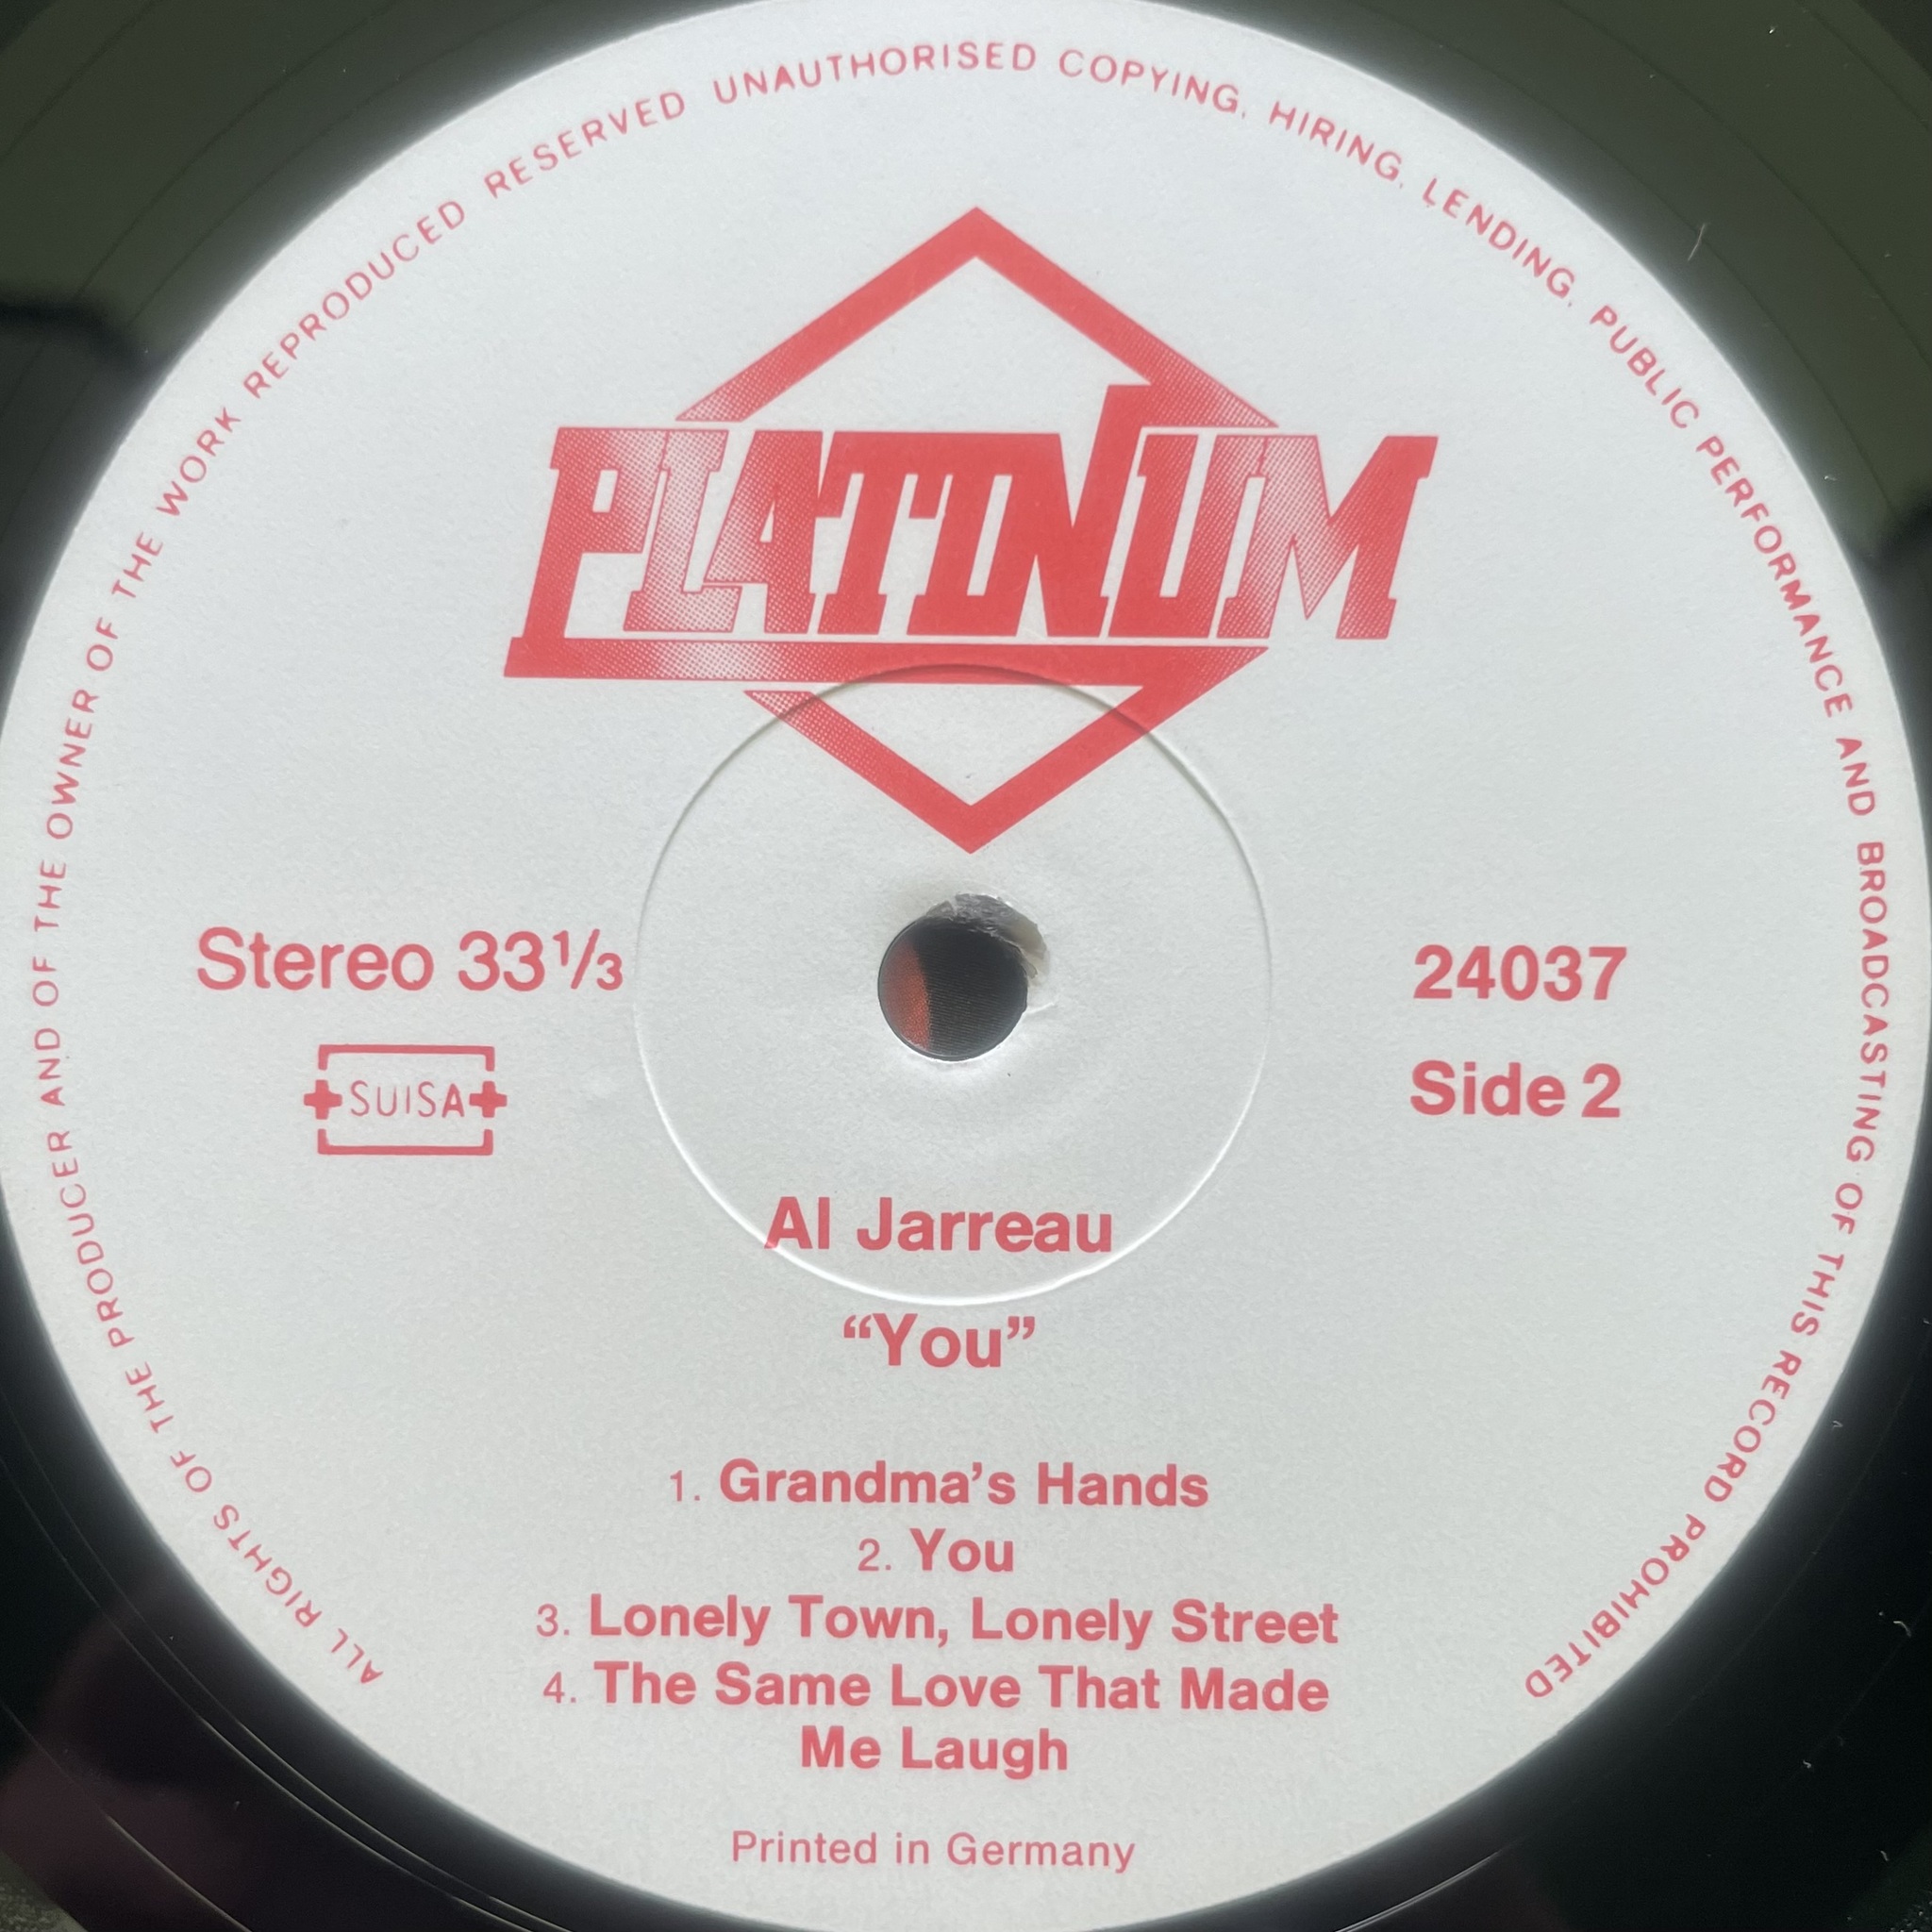 ALL RIGHTS OF THE PRODUCER AND OF THE OWNER OF THE WORK REPRODUCED RESERVED UNAUTHORISED COPYING, HIRING, LENDING, PUBLIC PERFORMANCE AND BROADCASTING OF THIS RECORD PROHIBITED
PLATINUM
Stereo 33⅓
SUISA
24037
Side 2
Al Jarreau
“You”
1. Grandma’s Hands
2. You
3. Lonely Town, Lonely Street
4. The Same Love That Made
Me Laugh
Printed in Germany